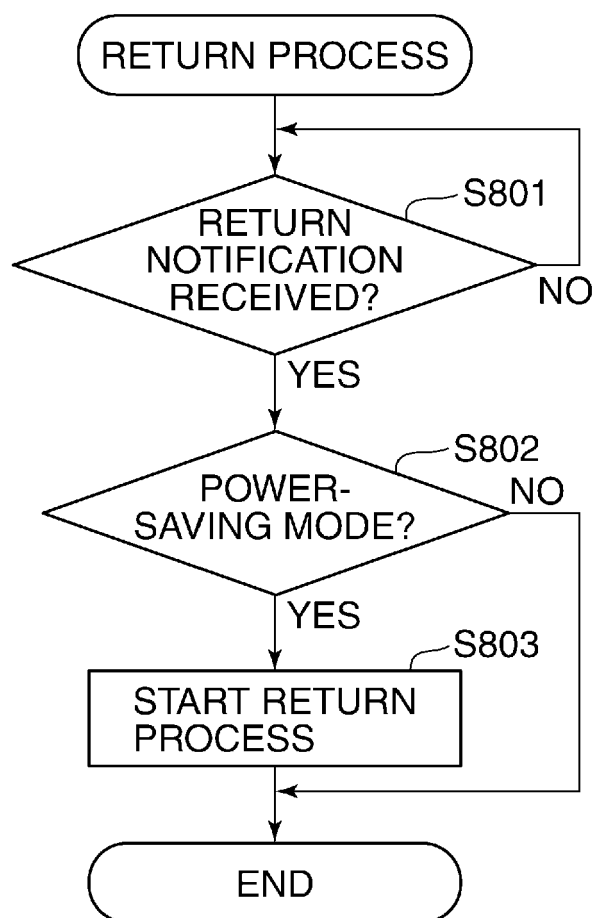 RETURN PROCESS
S801
RETURN
NOTIFICATION
RECEIVED?
NO
YES
S802
POWER-
SAVING MODE?
NO
YES
S803
START RETURN
PROCESS
END